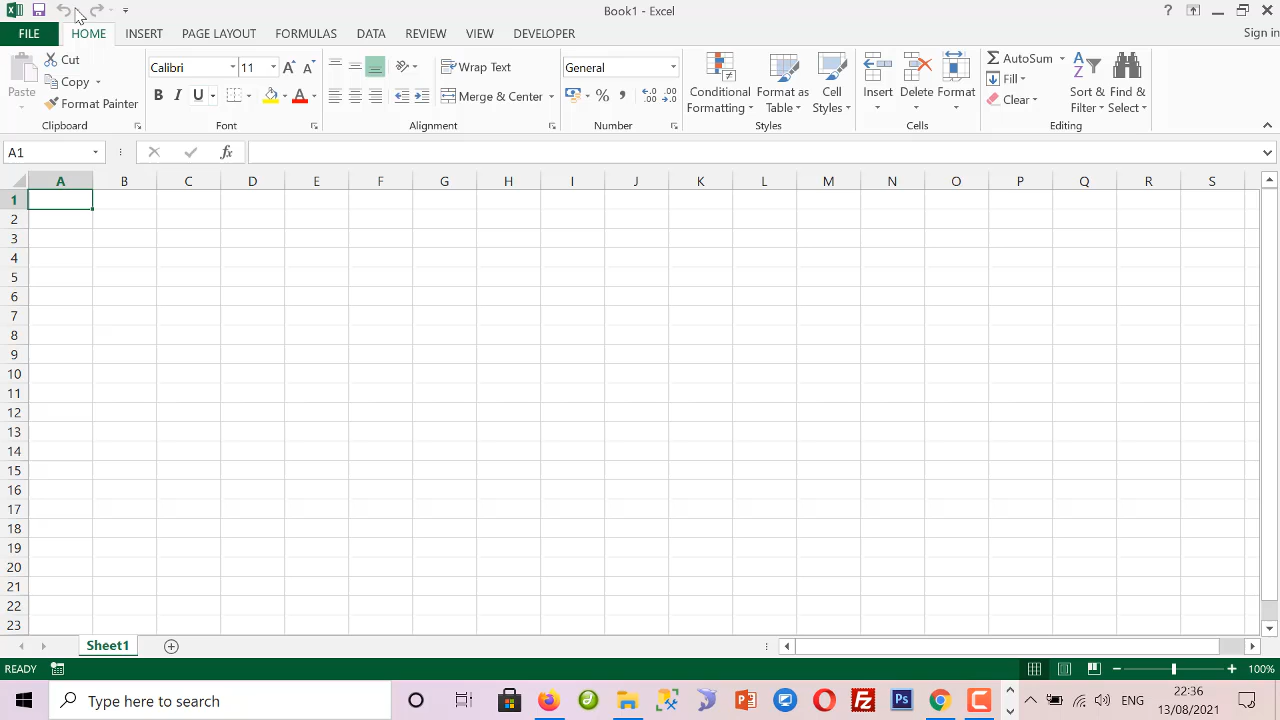 Book1 - Excel
?
FILE HOME INSERT PAGE LAYOUT FORMULAS DATA REVIEW VIEW DEVELOPER
Sign in
Paste
Cut
Copy
Format Painter
Clipboard
Calibri 11
B I U A
Font
Wrap Text
Merge & Center
Alignment
General
%
Number
Conditional Formatting
Format as Table
Cell Styles
Styles
Insert
Delete
Format
Cells
AutoSum
Fill
Clear
Sort & Filter
Find & Select
Editing
A1
fx
A B C D E F G H I J K L M N O P Q R S
1
2
3
4
5
6
7
8
9
10
11
12
13
14
15
16
17
18
19
20
21
22
23
Sheet1
READY
100%
Type here to search
ENG
22:36
13/08/2021